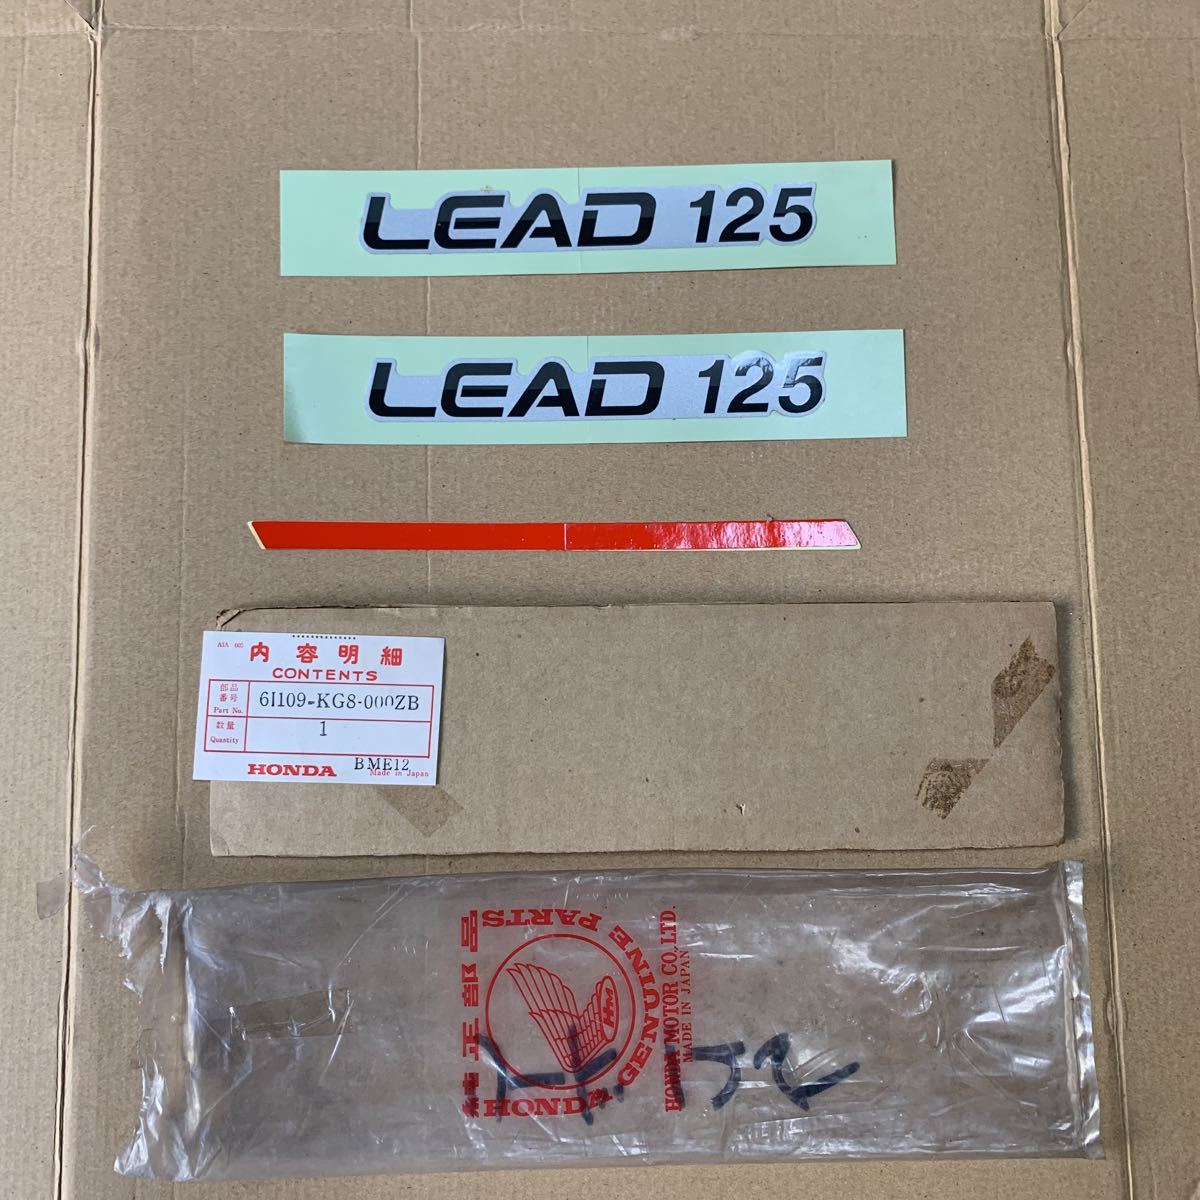 LEAD 125
LEAD 125
内容明細
CONTENTS
部品番号
Part No.
61109-KG8-000ZB
数量
Quantity
1
BME12
HONDA
Made in Japan
純正部品
HONDA GENUINE PARTS
HM
HONDA MOTOR CO., LTD.
MADE IN JAPAN